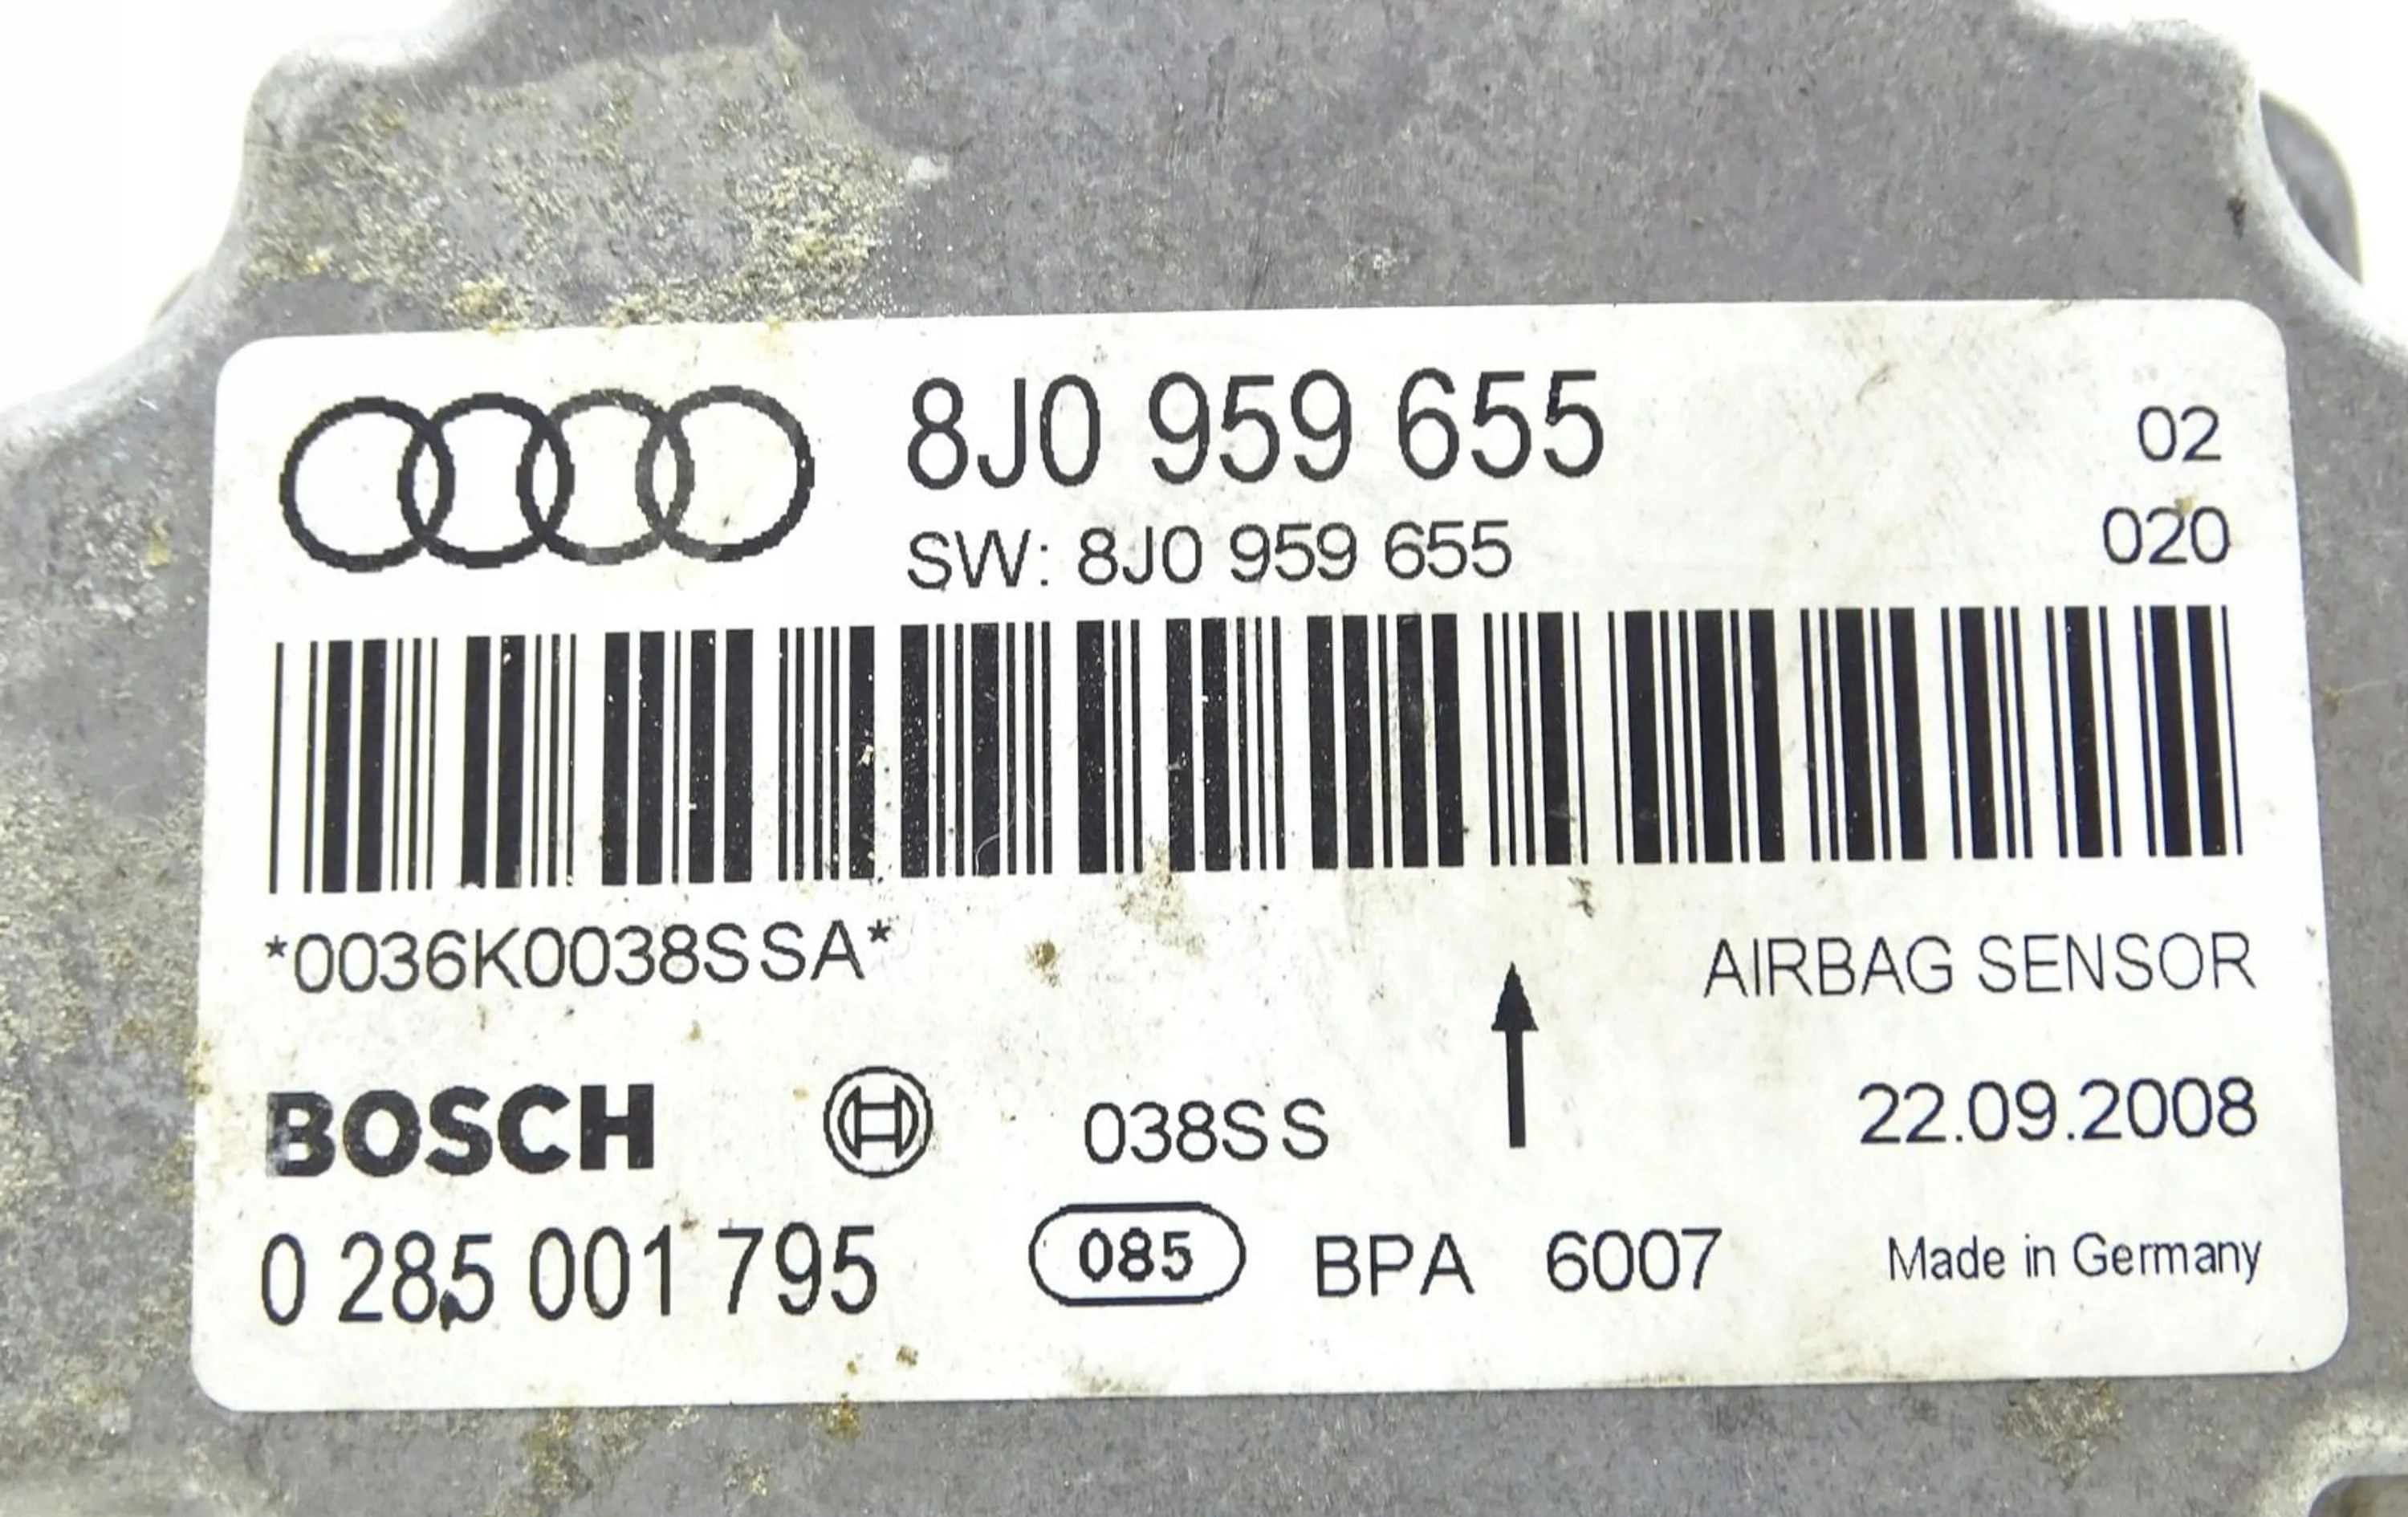 8J0 959 655 02
SW: 8J0 959 655 020
*0036K0038SSA* AIRBAG SENSOR
BOSCH 038SS 22.09.2008
0 285 001 795 085 BPA 6007 Made in Germany